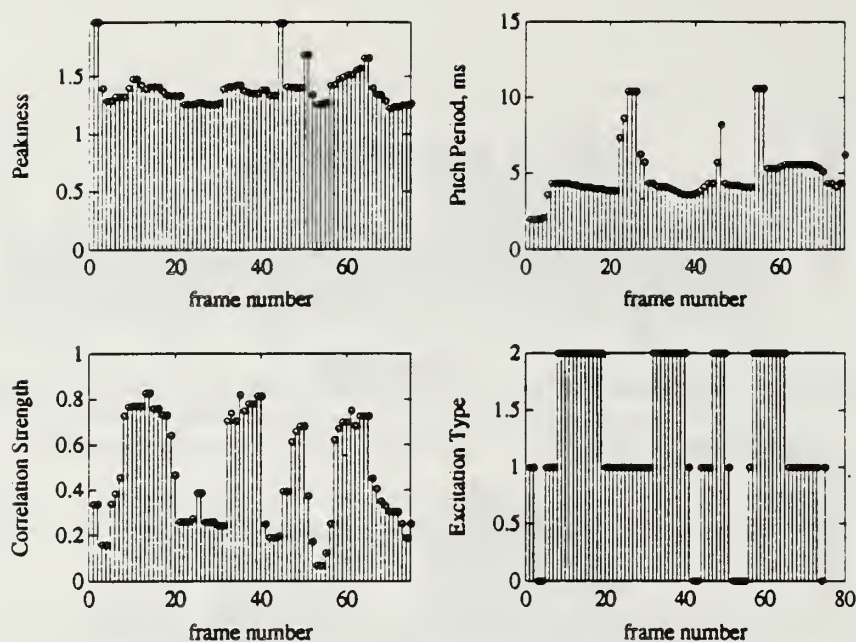 Peakiness
1.5
1
0.5
0
0 20 40 60
frame number
Pitch Period, ms
15
10
5
0
0 20 40 60
frame number
Correlation Strength
1
0.8
0.6
0.4
0.2
0
0 20 40 60
frame number
Excitation Type
2
1.5
1
0.5
0
0 20 40 60 80
frame number